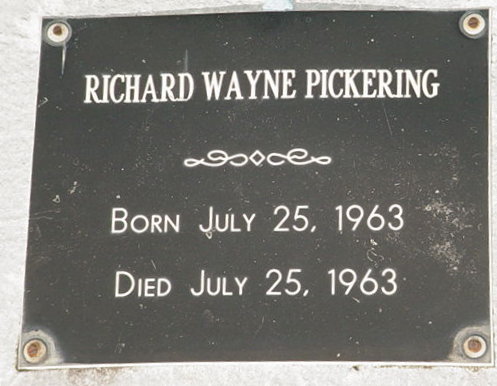 RICHARD WAYNE PICKERING
BORN JULY 25, 1963
DIED JULY 25, 1963